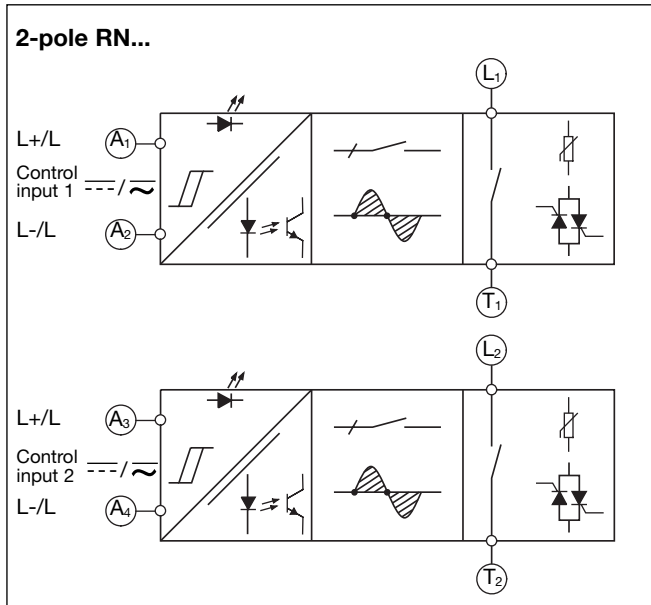 2-pole RN...
L₁
L+/L A₁
Control
input 1 /
L-/L A₂
T₁
L₂
L+/L A₃
Control
input 2 /
L-/L A₄
T₂